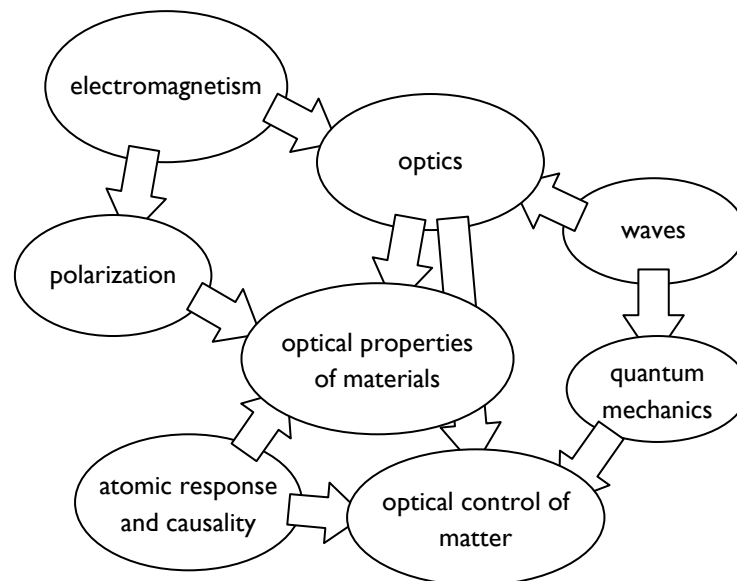 electromagnetism
optics
waves
polarization
optical properties
of materials
quantum
mechanics
atomic response
and causality
optical control of
matter